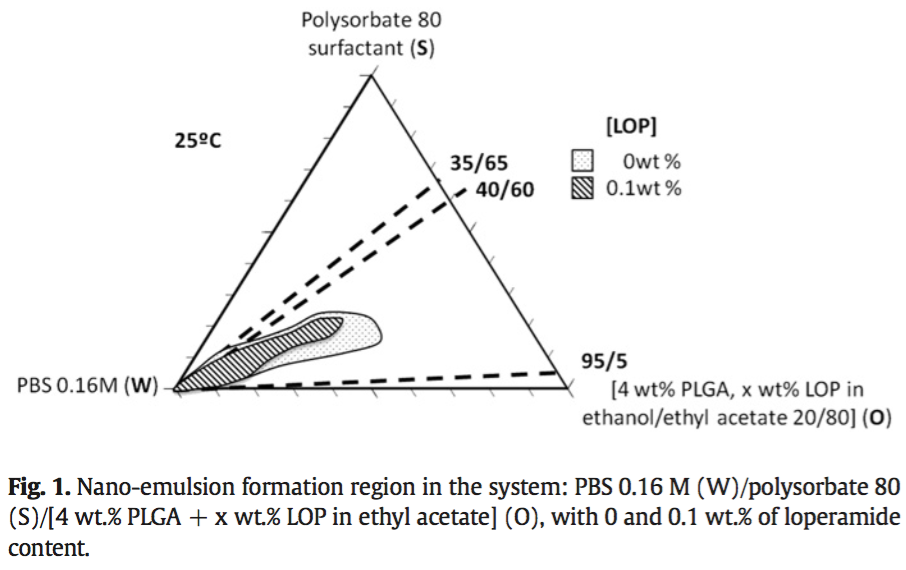 Polysorbate 80
surfactant (S)
25ºC
[LOP]
0wt %
0.1wt %
35/65
40/60
95/5
PBS 0.16M (W)
[4 wt% PLGA, x wt% LOP in
ethanol/ethyl acetate 20/80] (O)
Fig. 1. Nano-emulsion formation region in the system: PBS 0.16 M (W)/polysorbate 80
(S)/[4 wt.% PLGA + x wt.% LOP in ethyl acetate] (O), with 0 and 0.1 wt.% of loperamide
content.